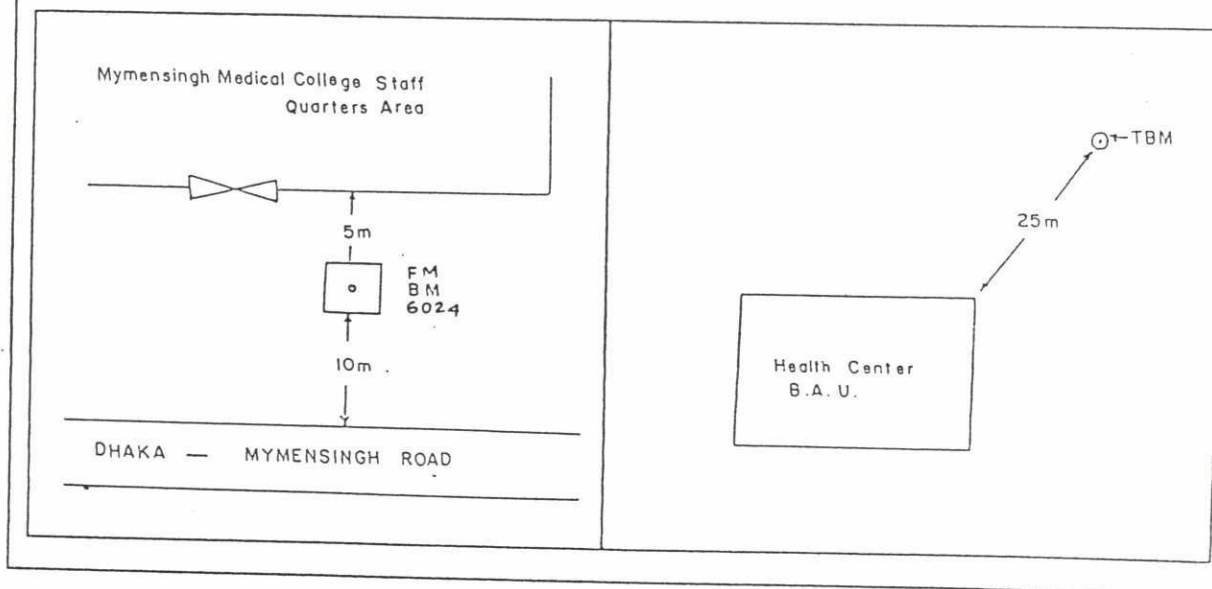 Mymensingh Medical College Staff
Quarters Area
5m
FM
BM
6024
10m
DHAKA — MYMENSINGH ROAD
TBM
25m
Health Center
B.A.U.